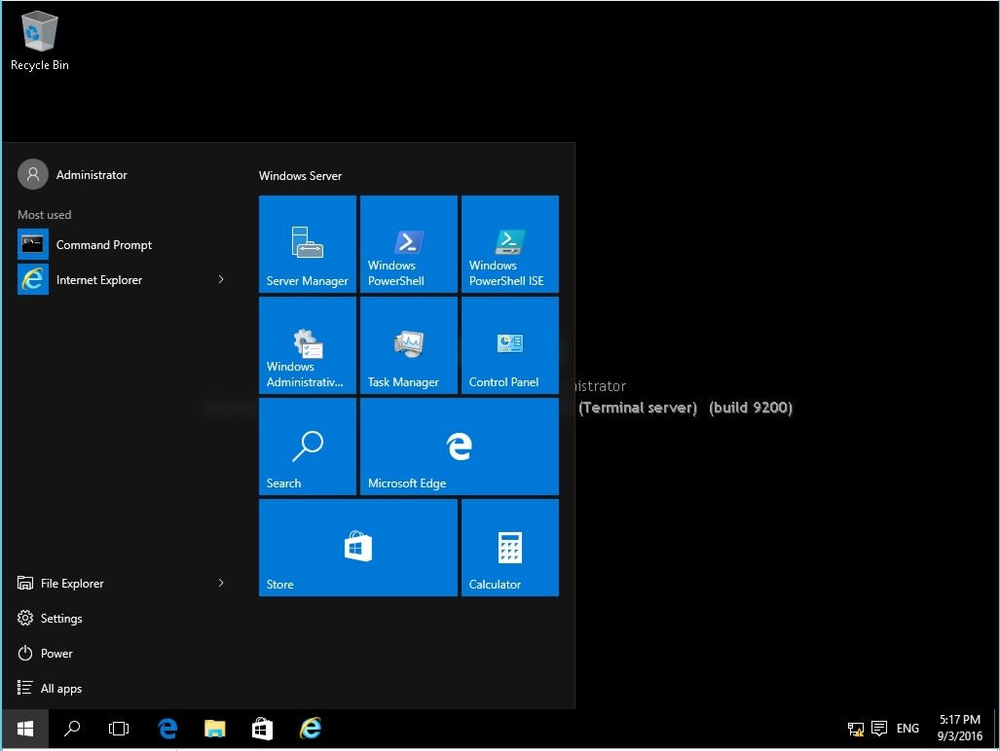 Recycle Bin
Administrator
Windows Server
Most used
Command Prompt
Internet Explorer
Server Manager
Windows
PowerShell
Windows
PowerShell ISE
Windows
Administrativ...
Task Manager
Control Panel
istrator
(Terminal server) (build 9200)
Search
Microsoft Edge
Store
Calculator
File Explorer
Settings
Power
All apps
ENG
5:17 PM
9/3/2016